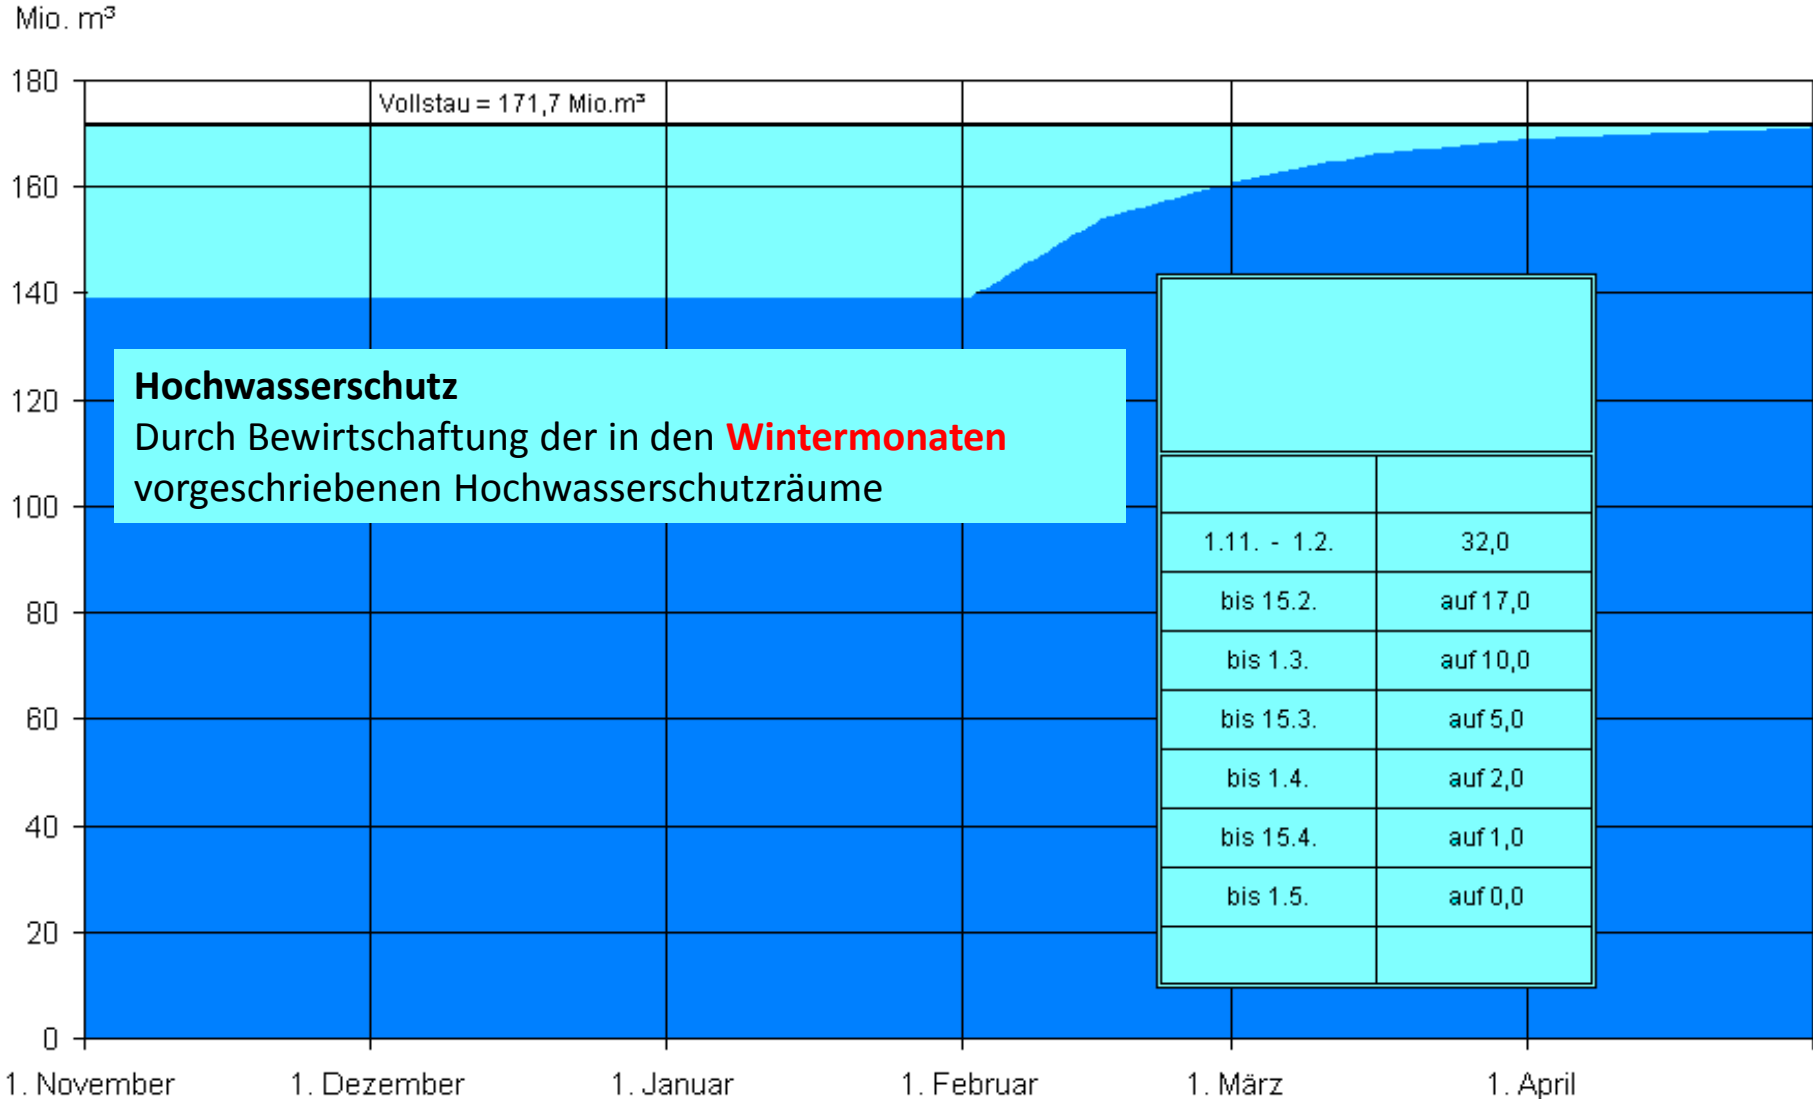 Mio. m³
180
Vollstau = 171,7 Mio.m³
160
140
120
100
80
60
40
20
0
Hochwasserschutz
Durch Bewirtschaftung der in den Wintermonaten
vorgeschriebenen Hochwasserschutzräume
1.11. - 1.2. 32,0
bis 15.2. auf 17,0
bis 1.3. auf 10,0
bis 15.3. auf 5,0
bis 1.4. auf 2,0
bis 15.4. auf 1,0
bis 1.5. auf 0,0
1. November 1. Dezember 1. Januar 1. Februar 1. März 1. April